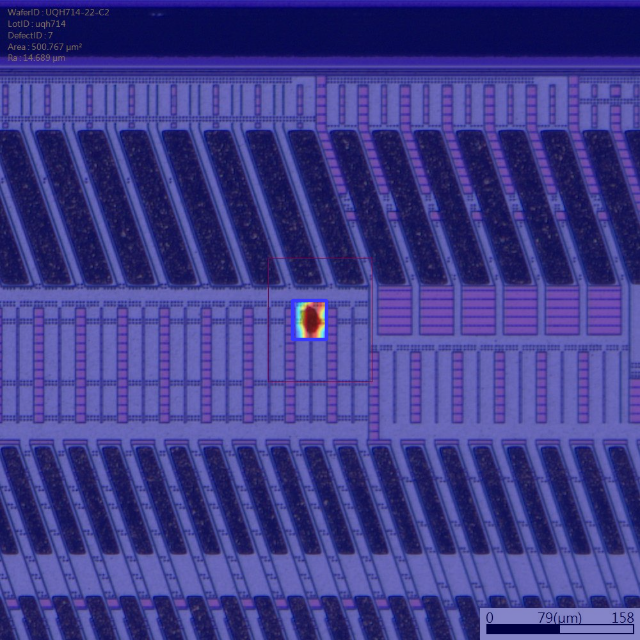 WaferID : UQH714-22-C2
LotID : uqh714
DefectID : 7
Area : 500.767 μm²
Ra : 14.689 μm
0 79(um) 158